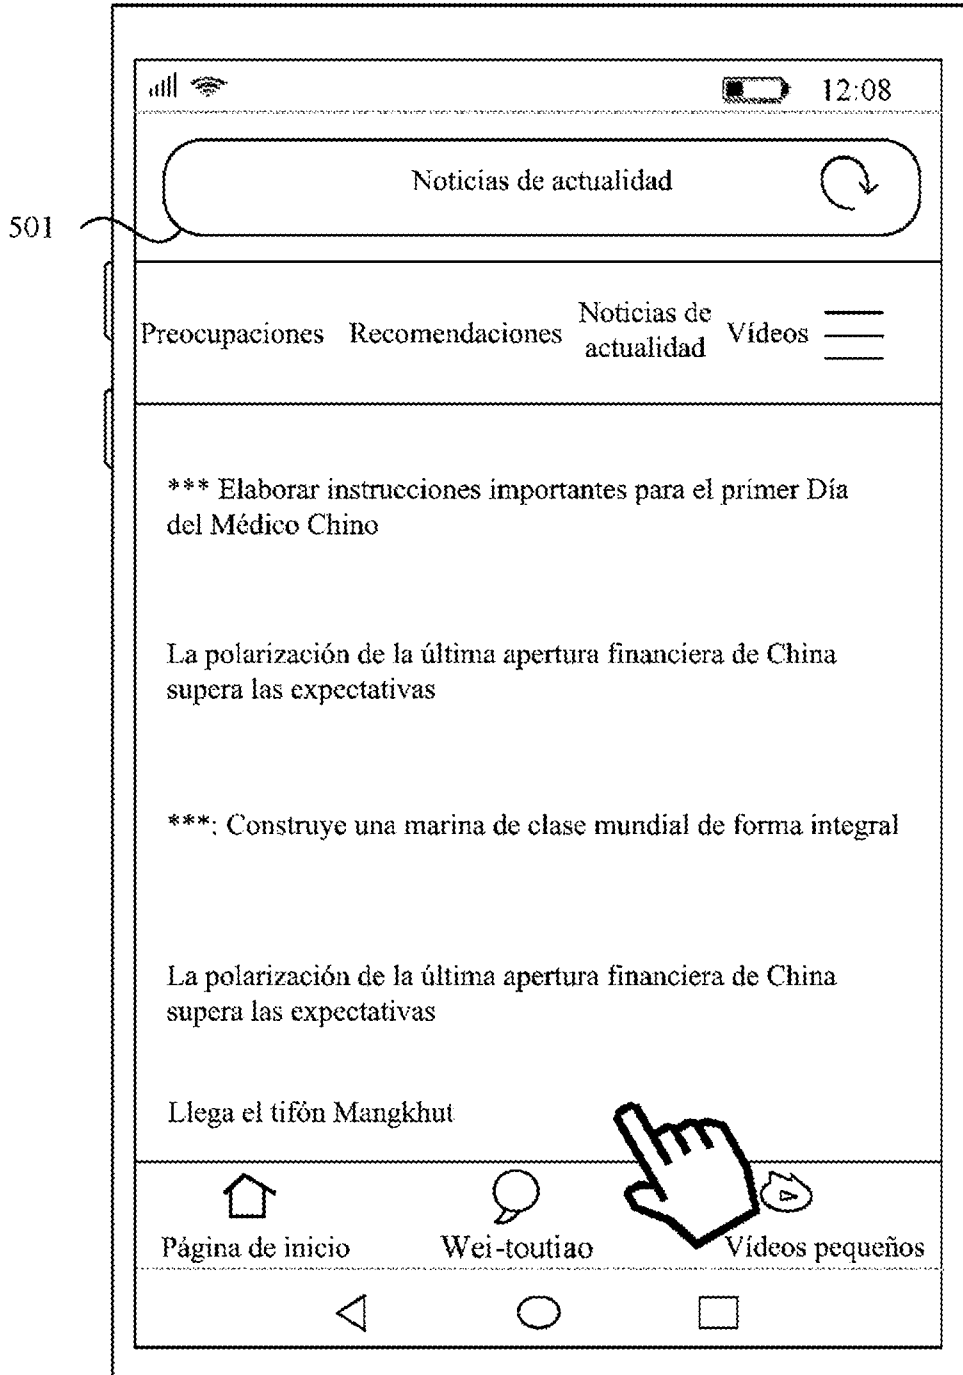 12:08
Noticias de actualidad
501
Preocupaciones Recomendaciones Noticias de actualidad Vídeos
*** Elaborar instrucciones importantes para el primer Día
del Médico Chino
La polarización de la última apertura financiera de China
supera las expectativas
***: Construye una marina de clase mundial de forma integral
La polarización de la última apertura financiera de China
supera las expectativas
Llega el tifón Mangkhut
Página de inicio Wei-toutiao Vídeos pequeños